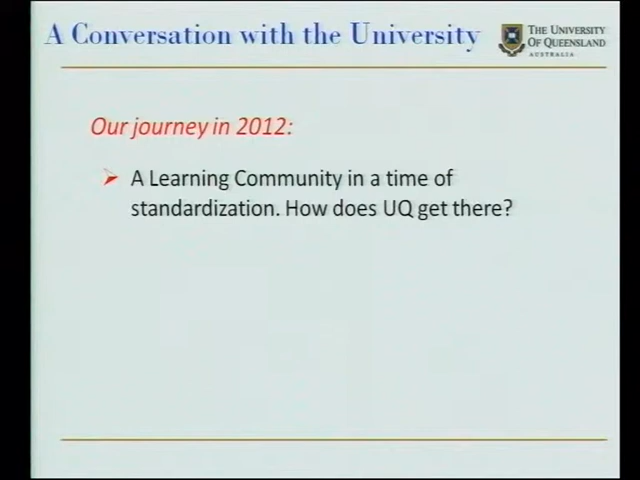 A Conversation with the University
THE UNIVERSITY
OF QUEENSLAND
AUSTRALIA
Our journey in 2012:
A Learning Community in a time of
standardization. How does UQ get there?